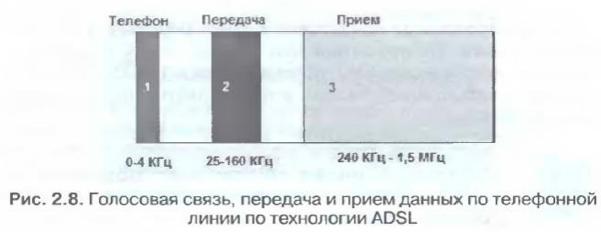 Телефон Передача Прием
1 2 3
0-4 КГц 25-160 КГц 240 КГц - 1,5 МГц
Рис. 2.8. Голосовая связь, передача и прием данных по телефонной
линии по технологии ADSL